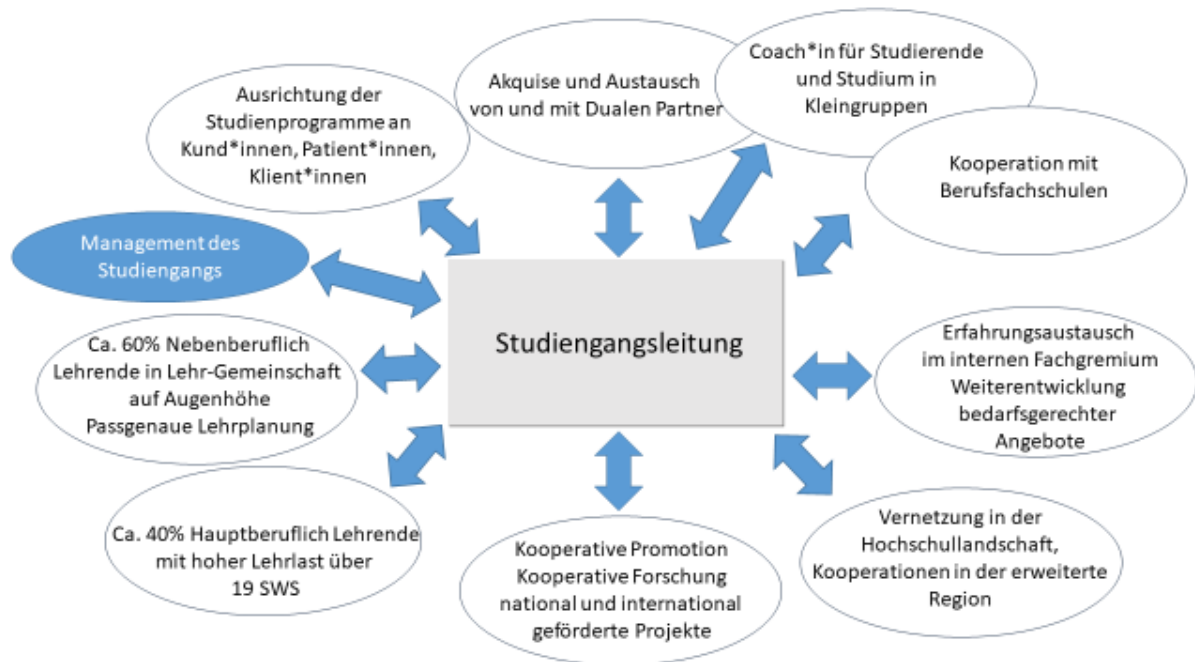 Ausrichtung der
Studienprogramme an
Kund*innen, Patient*innen,
Klient*innen
Akquise und Austausch
von und mit Dualen Partner
Coach*in für Studierende
und Studium in
Kleingruppen
Kooperation mit
Berufsfachschulen
Management des
Studiengangs
Studiengangsleitung
Ca. 60% Nebenberuflich
Lehrende in Lehr-Gemeinschaft
auf Augenhöhe
Passgenaue Lehrplanung
Erfahrungsaustausch
im internen Fachgremium
Weiterentwicklung
bedarfsgerechter
Angebote
Ca. 40% Hauptberuflich Lehrende
mit hoher Lehrlast über
19 SWS
Kooperative Promotion
Kooperative Forschung
national und international
geförderte Projekte
Vernetzung in der
Hochschullandschaft,
Kooperationen in der erweiterte
Region